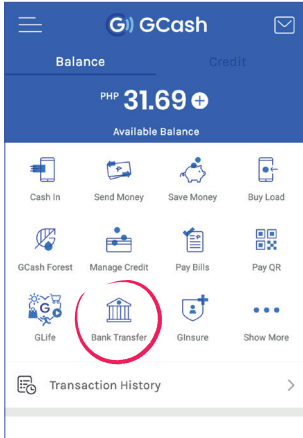 GCash
Balance
Credit
PHP 31.69
Available Balance
Cash In
Send Money
Save Money
Buy Load
GCash Forest
Manage Credit
Pay Bills
Pay QR
GLife
Bank Transfer
GInsure
Show More
Transaction History